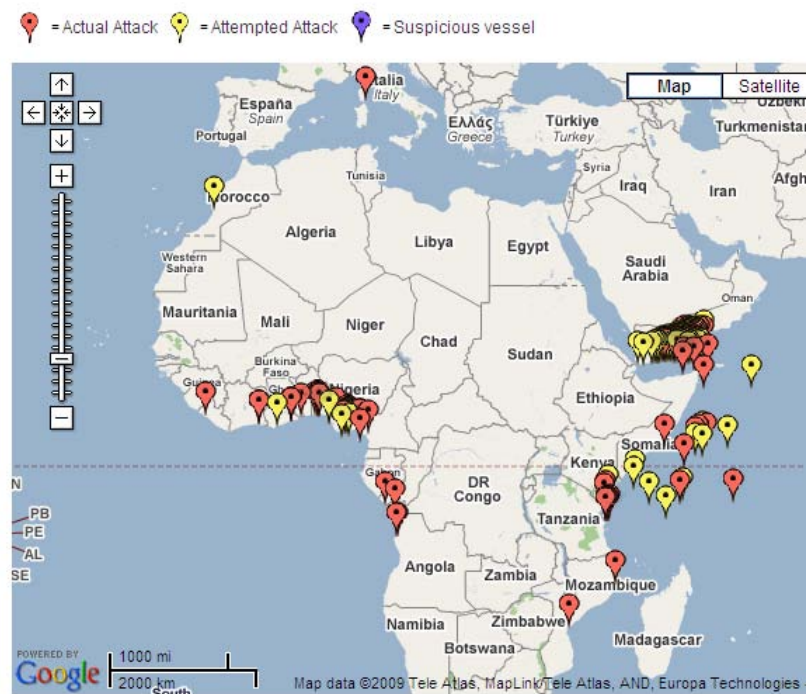 = Actual Attack = Attempted Attack = Suspicious vessel
Map Satellite
Italia
Italy
España
Spain
Portugal
Ελλάς
Greece
Türkiye
Turkey
Turkmenistan
Tunisia
Syria
Iraq
Iran
Morocco
Algeria
Libya
Egypt
Saudi
Arabia
Oman
Western
Sahara
Mauritania
Mali
Niger
Chad
Sudan
Burkina
Faso
Nigeria
Ethiopia
Somalia
Kenya
Gabon
DR
Congo
Tanzania
Angola
Zambia
Mozambique
Zimbabwe
Namibia
Botswana
Madagascar
PB
PE
AL
SE
POWERED BY
Google
1000 mi
2000 km
South
Map data ©2009 Tele Atlas, MapLink/Tele Atlas, AND, Europa Technologies